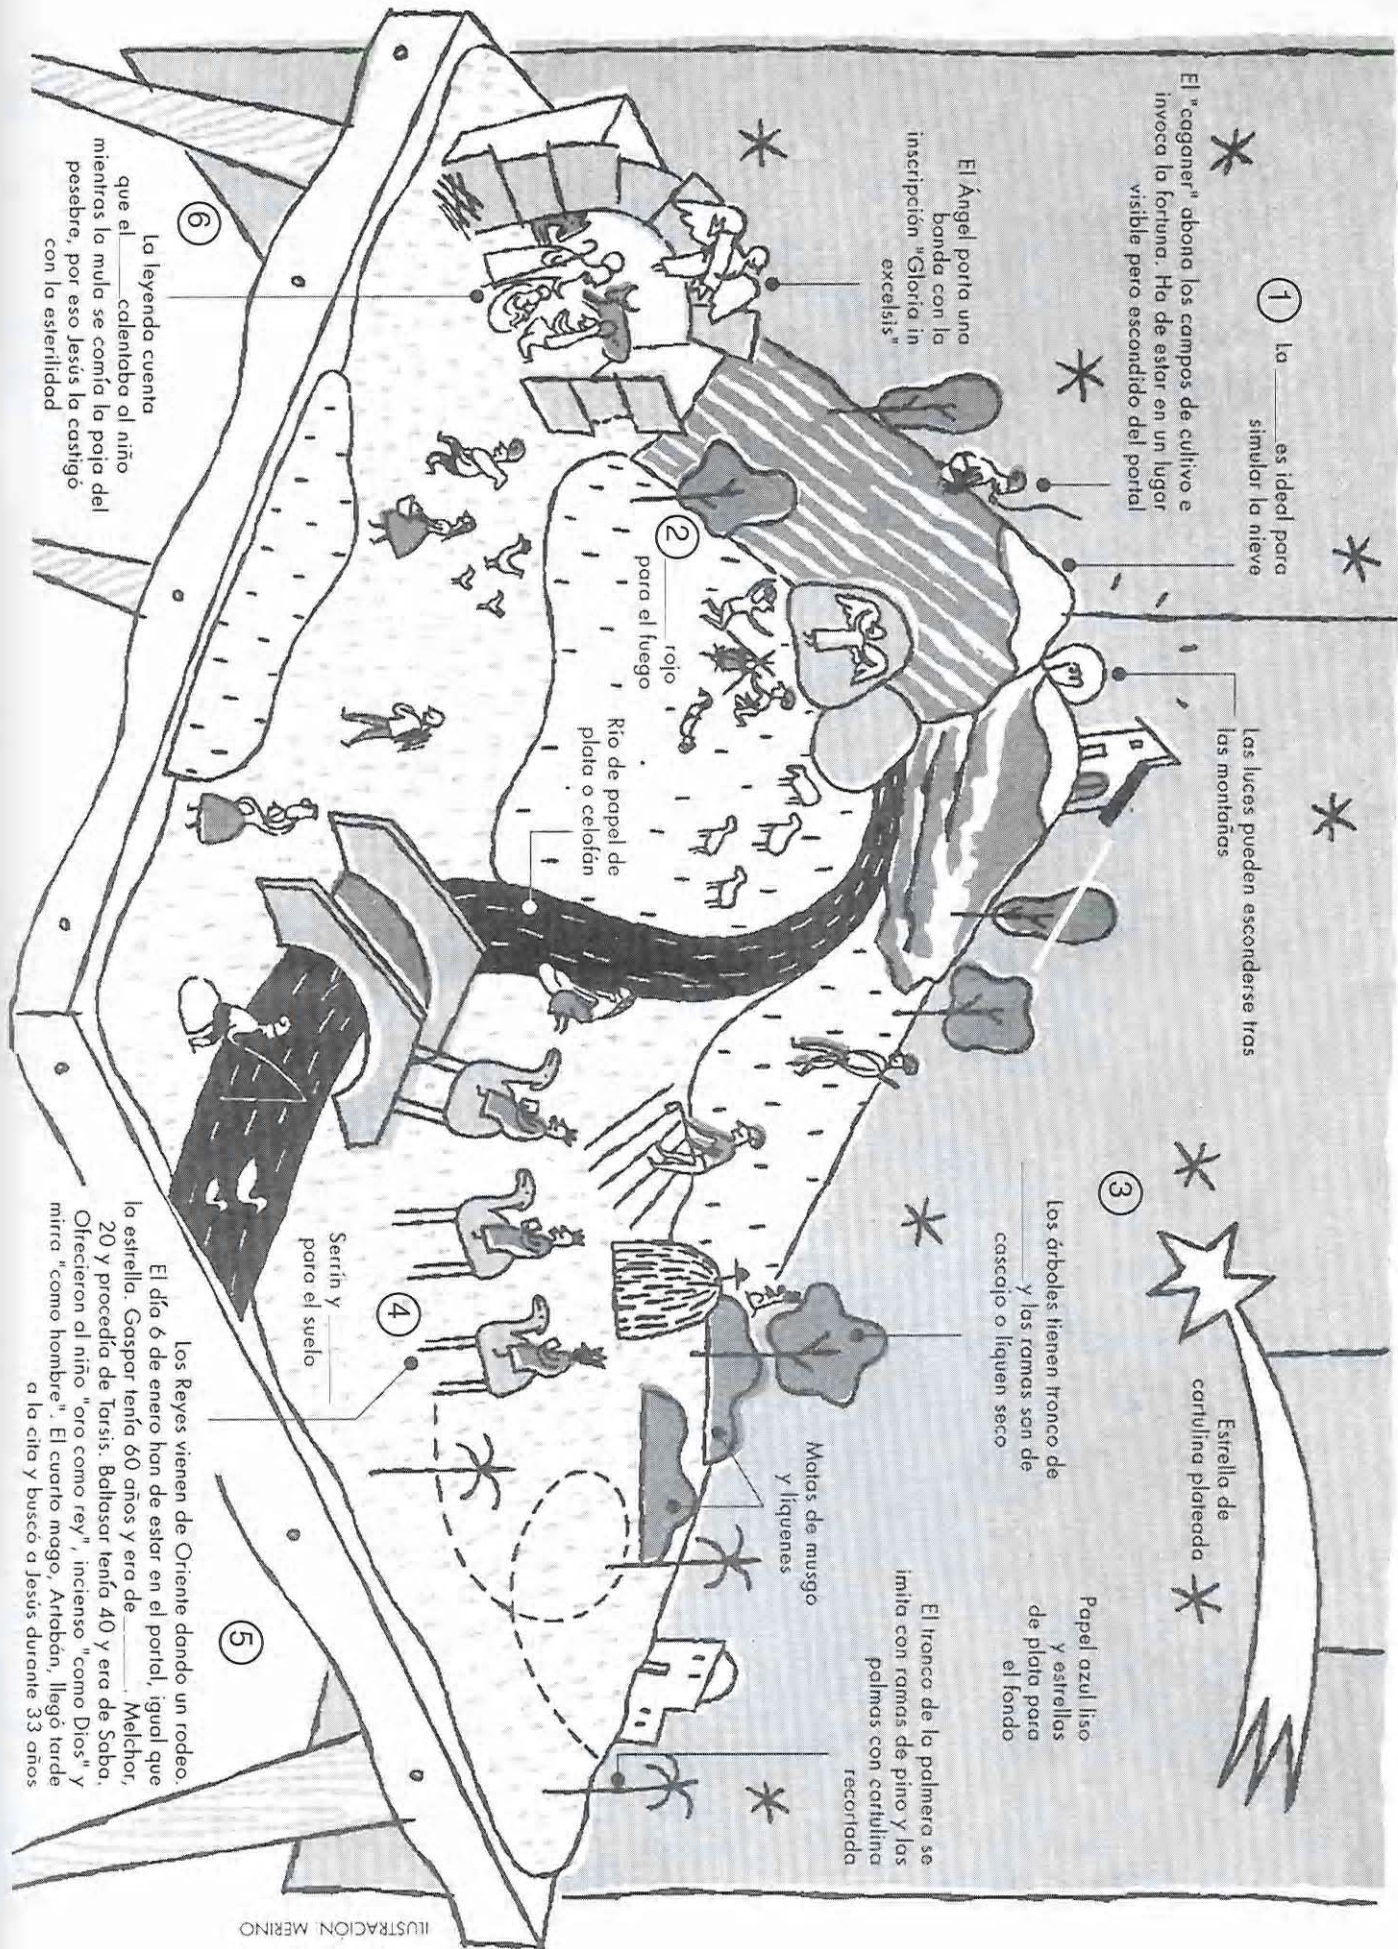 ① La ______ es ideal para
simular la nieve
El "caganer" abona los campos de cultivo e
invoca la fortuna. Ha de estar en un lugar
visible pero escondido del portal
El Ángel porta una
banda con la
inscripción "Gloria in
excelsis"
Las luces pueden esconderse tras
las montañas
②
______ rojo
para el fuego
Río de papel de
plata o celofán
⑥
La leyenda cuenta
que el ______ calentaba al niño
mientras la mula se comía la paja del
pesebre, por eso Jesús la castigó
con la esterilidad
③
Los árboles tienen tronco de
______ y las ramas son de
cascajo o líquen seco
Estrella de
cartulina plateada
Papel azul liso
y estrellas
de plata para
el fondo
Matas de musgo
y líquenes
El tronco de la palmera se
imita con ramas de pino y las
palmas con cartulina
recortada
④
Serrín y ______
para el suelo
⑤
Los Reyes vienen de Oriente dando un rodeo.
El día 6 de enero han de estar en el portal, igual que
la estrella. Gaspar tenía 60 años y era de ______. Melchor,
20 y procedía de Tarsis. Baltasar tenía 40 y era de Saba.
Ofrecieron al niño "oro como rey", incienso "como Dios" y
mirra "como hombre". El cuarto mago, Artabán, llegó tarde
a la cita y buscó a Jesús durante 33 años
ILUSTRACIÓN: MERINO